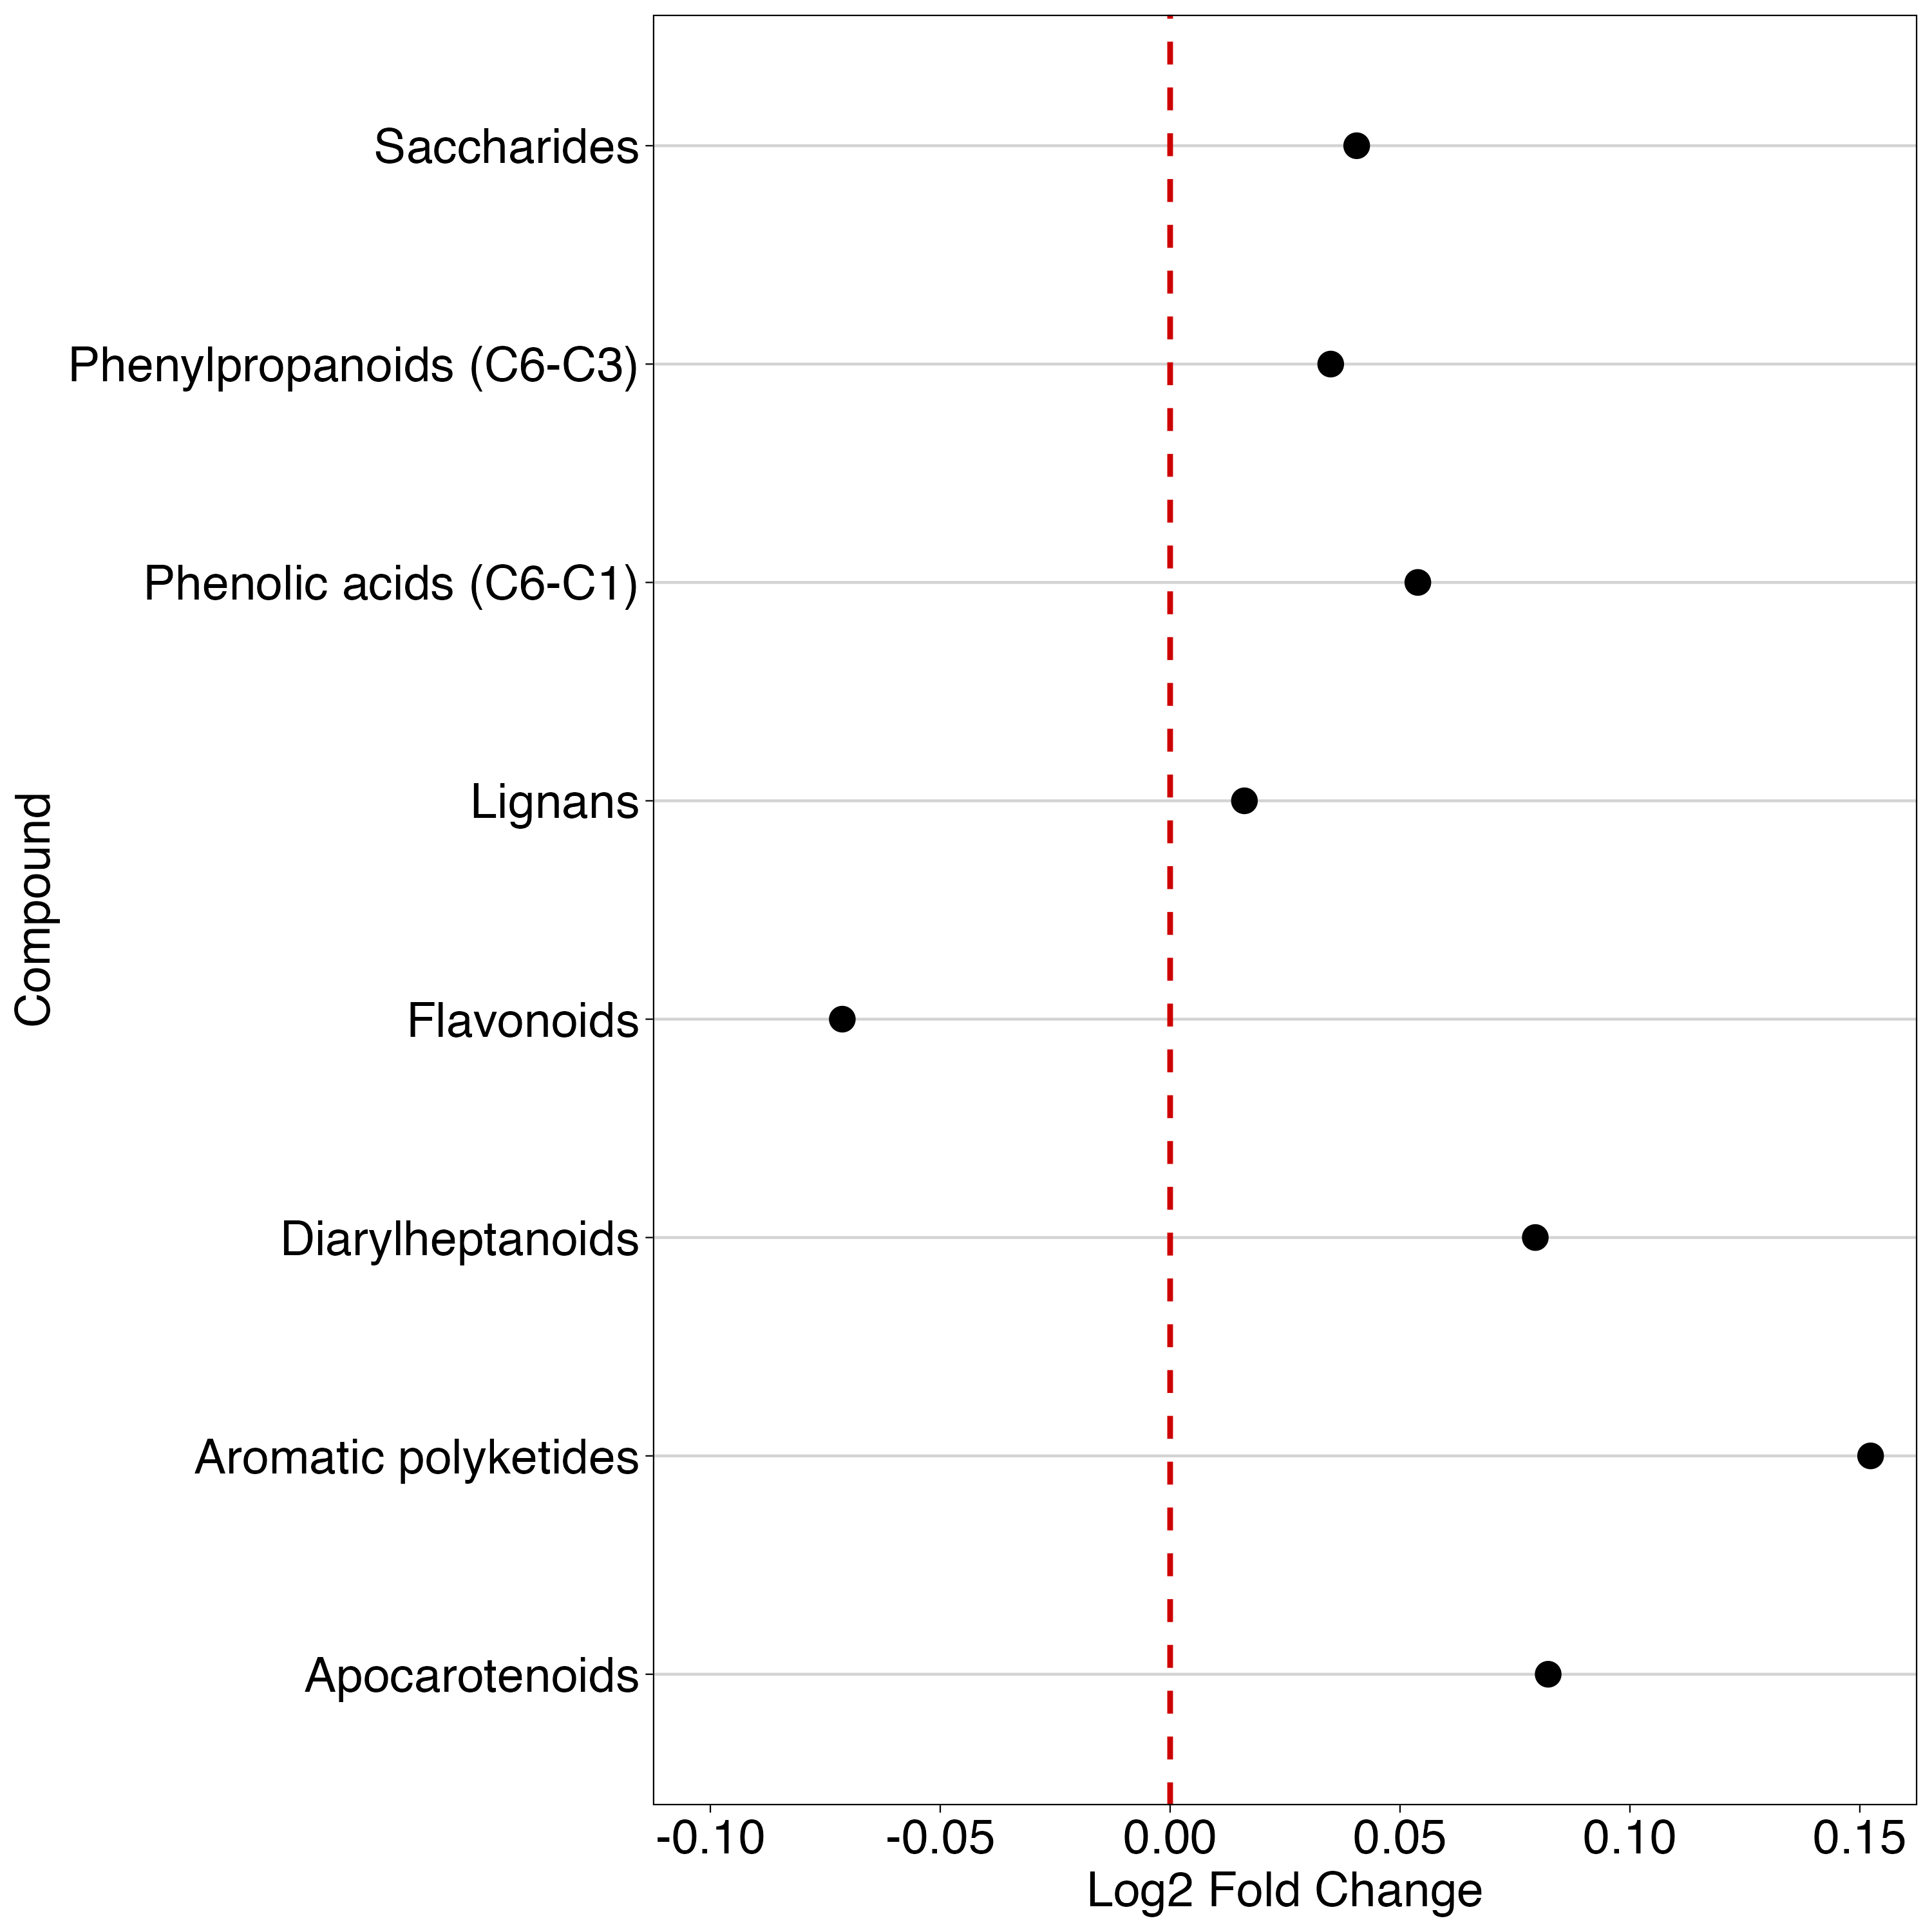 Saccharides
Phenylpropanoids (C6-C3)
Phenolic acids (C6-C1)
Lignans
Flavonoids
Diarylheptanoids
Aromatic polyketides
Apocarotenoids
Compound
-0.10 -0.05 0.00 0.05 0.10 0.15
Log2 Fold Change